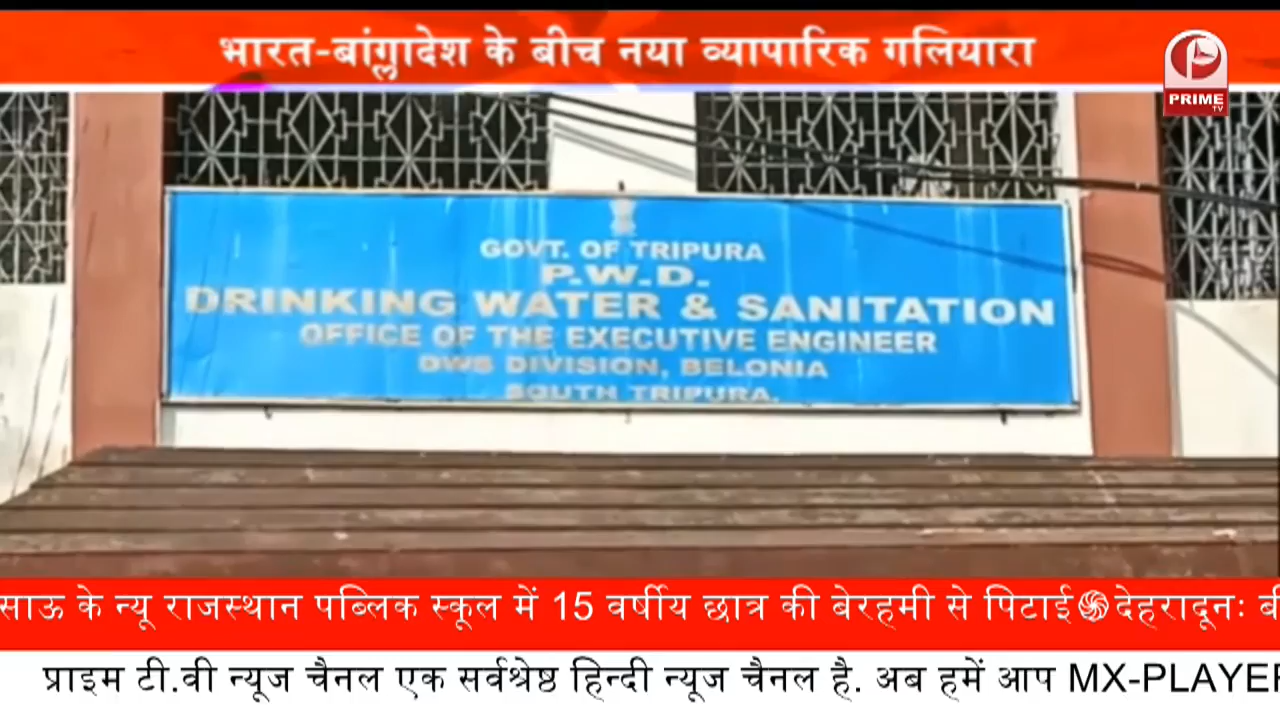 भारत-बांग्लादेश के बीच नया व्यापारिक गलियारा
PRIME
TV
GOVT. OF TRIPURA
P.W.D.
DRINKING WATER & SANITATION
OFFICE OF THE EXECUTIVE ENGINEER
DWS DIVISION, BELONIA
SOUTH TRIPURA.
साऊ के न्यू राजस्थान पब्लिक स्कूल में 15 वर्षीय छात्र की बेरहमी से पिटाई֍देहरादूनः
प्राइम टी.वी न्यूज चैनल एक सर्वश्रेष्ठ हिन्दी न्यूज चैनल है. अब हमें आप MX-PLAYER